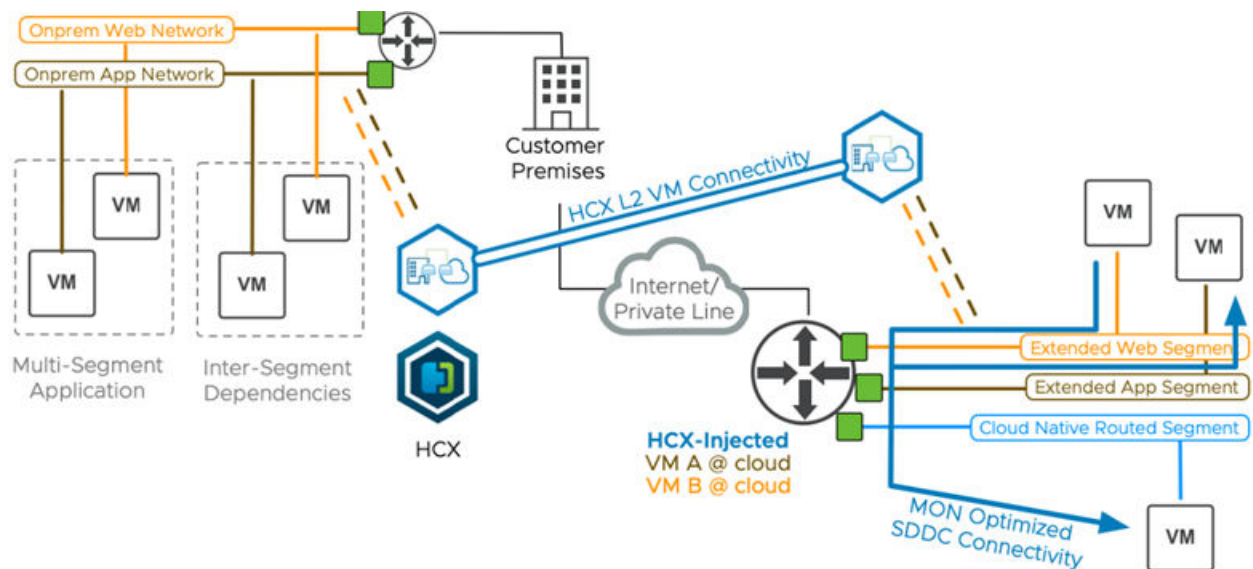 Onprem Web Network
Onprem App Network
VM
VM
VM
VM
Multi-Segment
Application
Inter-Segment
Dependencies
Customer
Premises
HCX L2 VM Connectivity
HCX
Internet/
Private Line
VM
VM
Extended Web Segment
Extended App Segment
Cloud Native Routed Segment
HCX-Injected
VM A @ cloud
VM B @ cloud
MON Optimized
SDDC Connectivity
VM